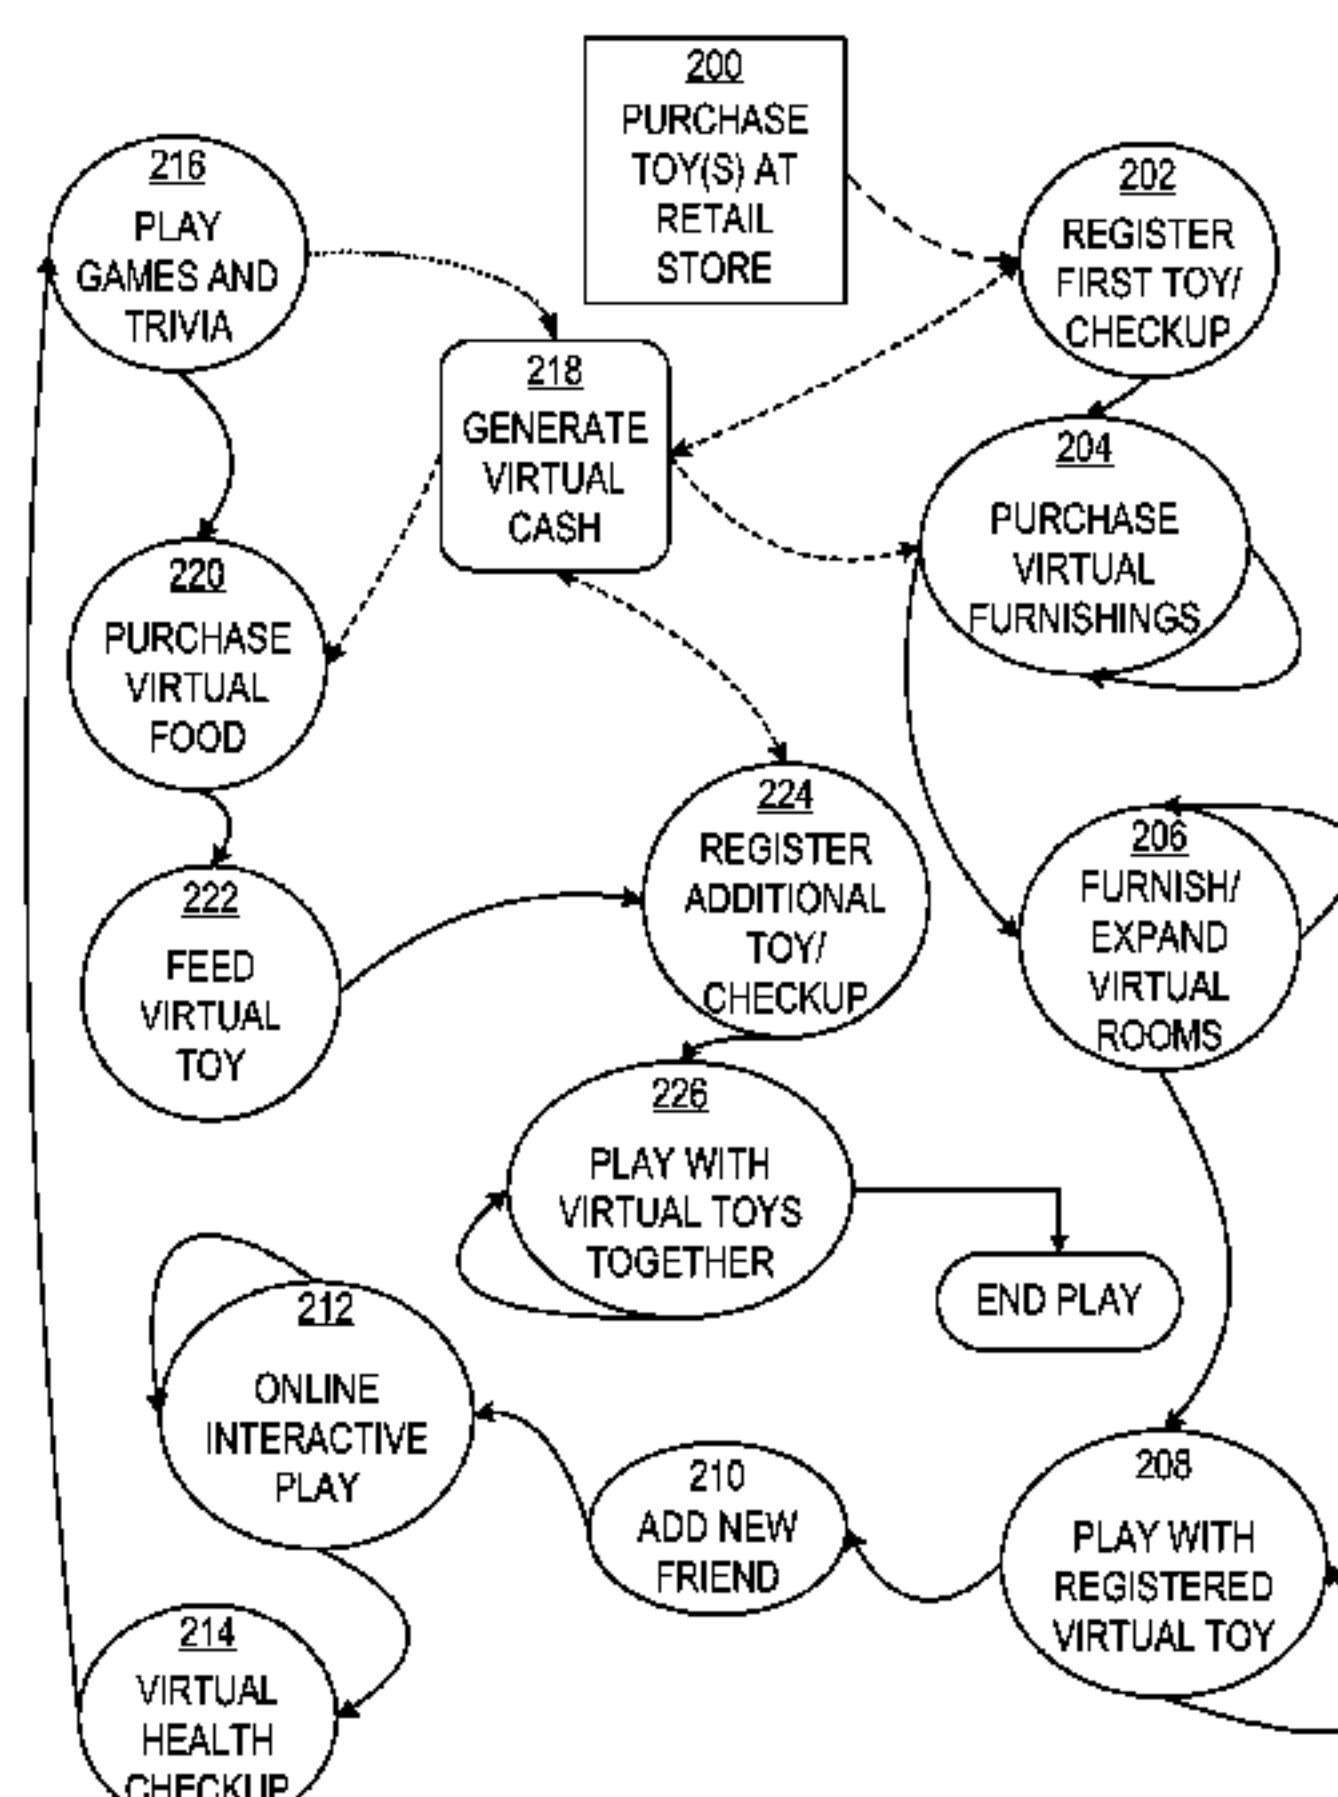 200
PURCHASE
TOY(S) AT
RETAIL
STORE
216
PLAY
GAMES AND
TRIVIA
202
REGISTER
FIRST TOY/
CHECKUP
218
GENERATE
VIRTUAL
CASH
204
PURCHASE
VIRTUAL
FURNISHINGS
220
PURCHASE
VIRTUAL
FOOD
224
REGISTER
ADDITIONAL
TOY/
CHECKUP
206
FURNISH/
EXPAND
VIRTUAL
ROOMS
222
FEED
VIRTUAL
TOY
226
PLAY WITH
VIRTUAL TOYS
TOGETHER
END PLAY
212
ONLINE
INTERACTIVE
PLAY
210
ADD NEW
FRIEND
208
PLAY WITH
REGISTERED
VIRTUAL TOY
214
VIRTUAL
HEALTH
CHECKUP